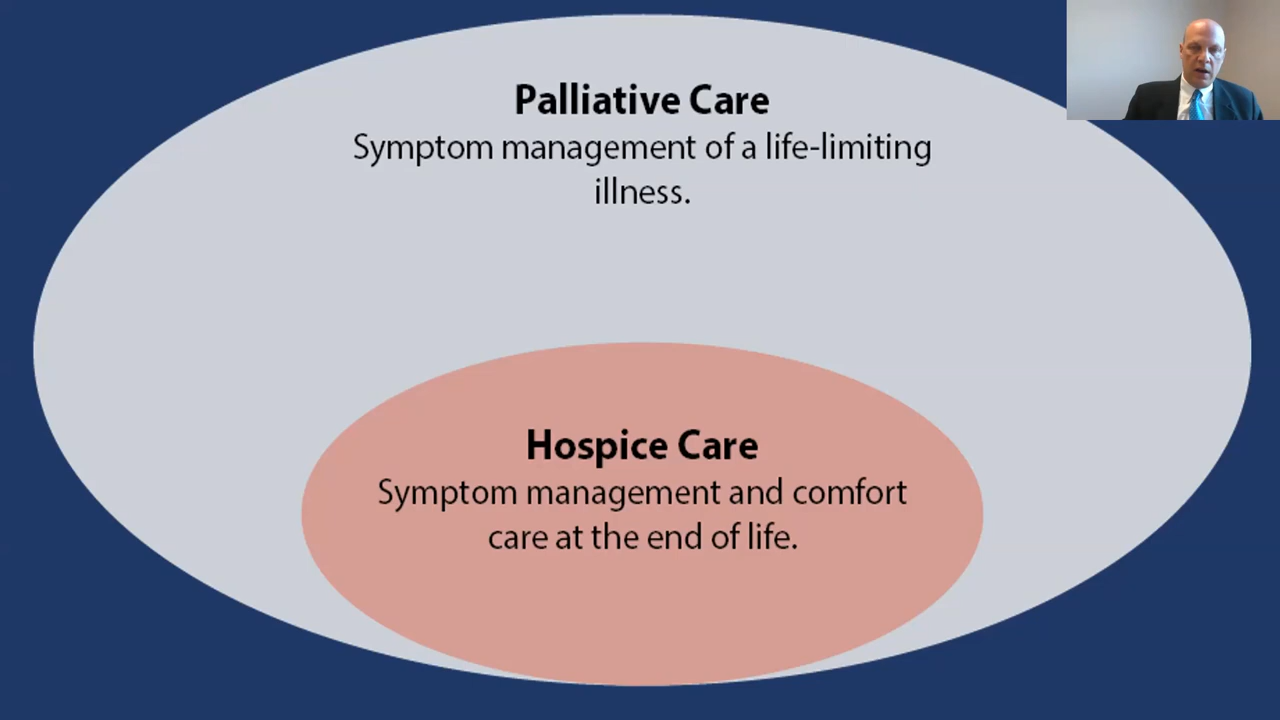 Palliative Care
Symptom management of a life-limiting
illness.
Hospice Care
Symptom management and comfort
care at the end of life.